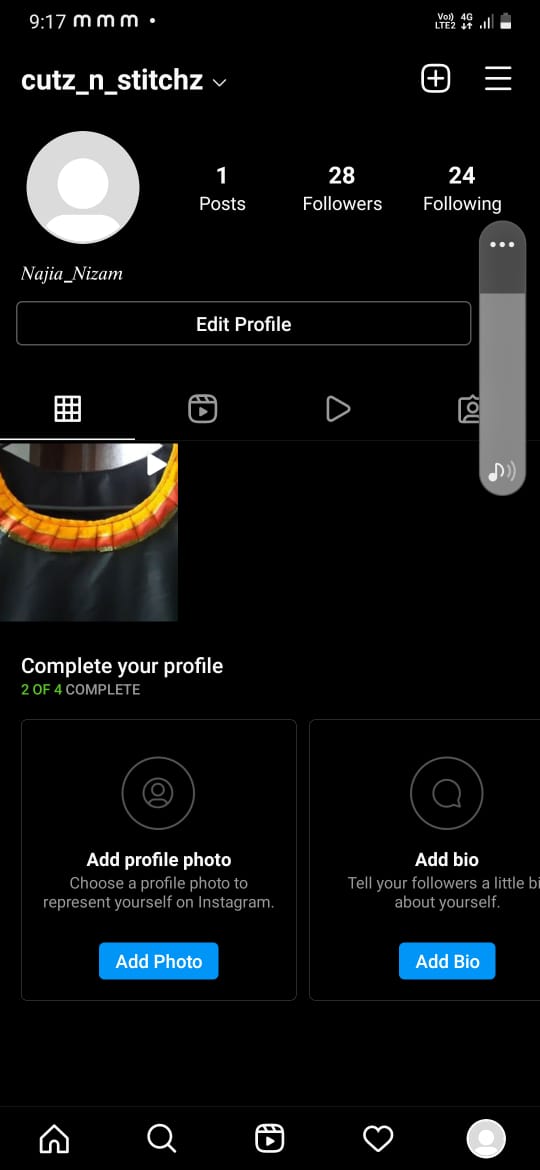 9:17 m m m •
Vo)) 4G
LTE2
cutz_n_stitchz
1 28 24
Posts Followers Following
Najia_Nizam
Edit Profile
Complete your profile
2 OF 4 COMPLETE
Add profile photo
Choose a profile photo to
represent yourself on Instagram.
Add Photo
Add bio
Tell your followers a little bi
about yourself.
Add Bio